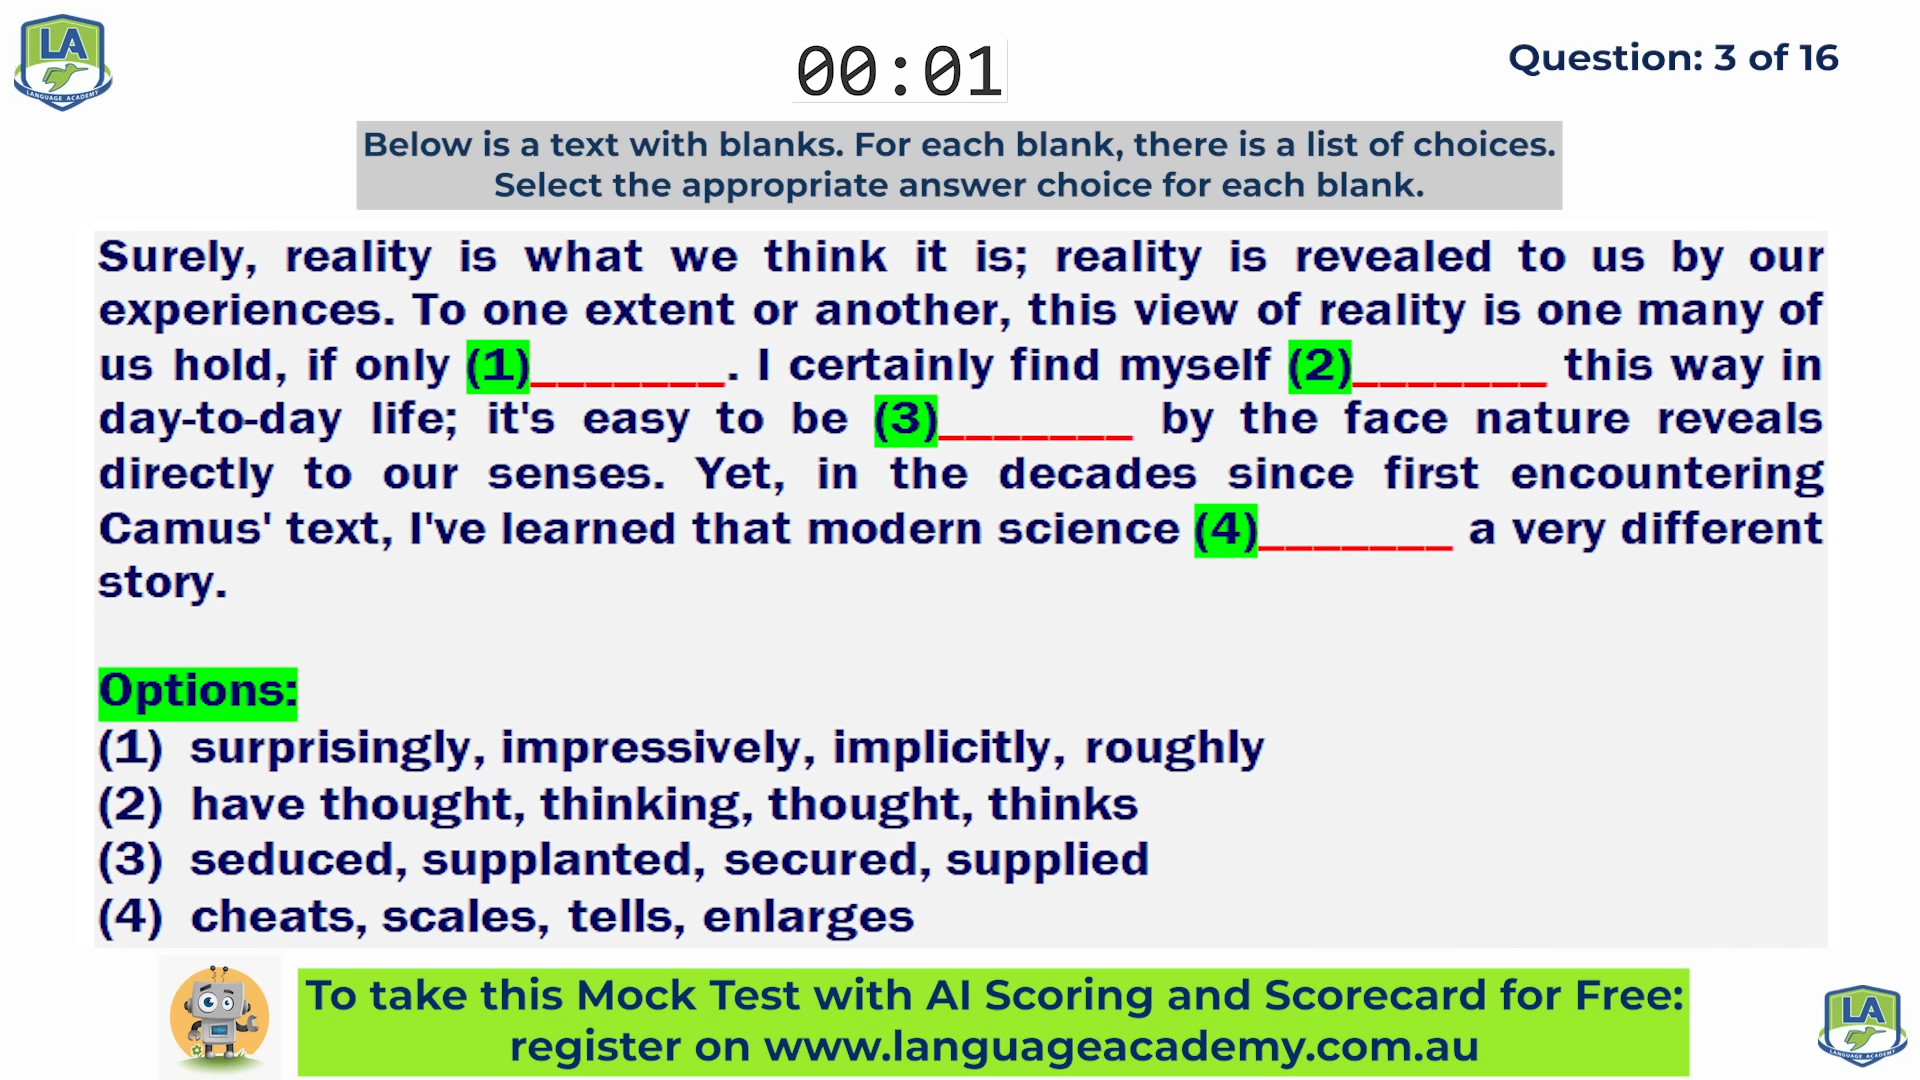 LA
LANGUAGE ACADEMY
00:01
Question: 3 of 16
Below is a text with blanks. For each blank, there is a list of choices.
Select the appropriate answer choice for each blank.
Surely, reality is what we think it is; reality is revealed to us by our
experiences. To one extent or another, this view of reality is one many of
us hold, if only (1)_______. I certainly find myself (2)_______ this way in
day-to-day life; it's easy to be (3)_______ by the face nature reveals
directly to our senses. Yet, in the decades since first encountering
Camus' text, I've learned that modern science (4)_______ a very different
story.
Options:
(1) surprisingly, impressively, implicitly, roughly
(2) have thought, thinking, thought, thinks
(3) seduced, supplanted, secured, supplied
(4) cheats, scales, tells, enlarges
To take this Mock Test with AI Scoring and Scorecard for Free:
register on www.languageacademy.com.au
LA
LANGUAGE ACADEMY